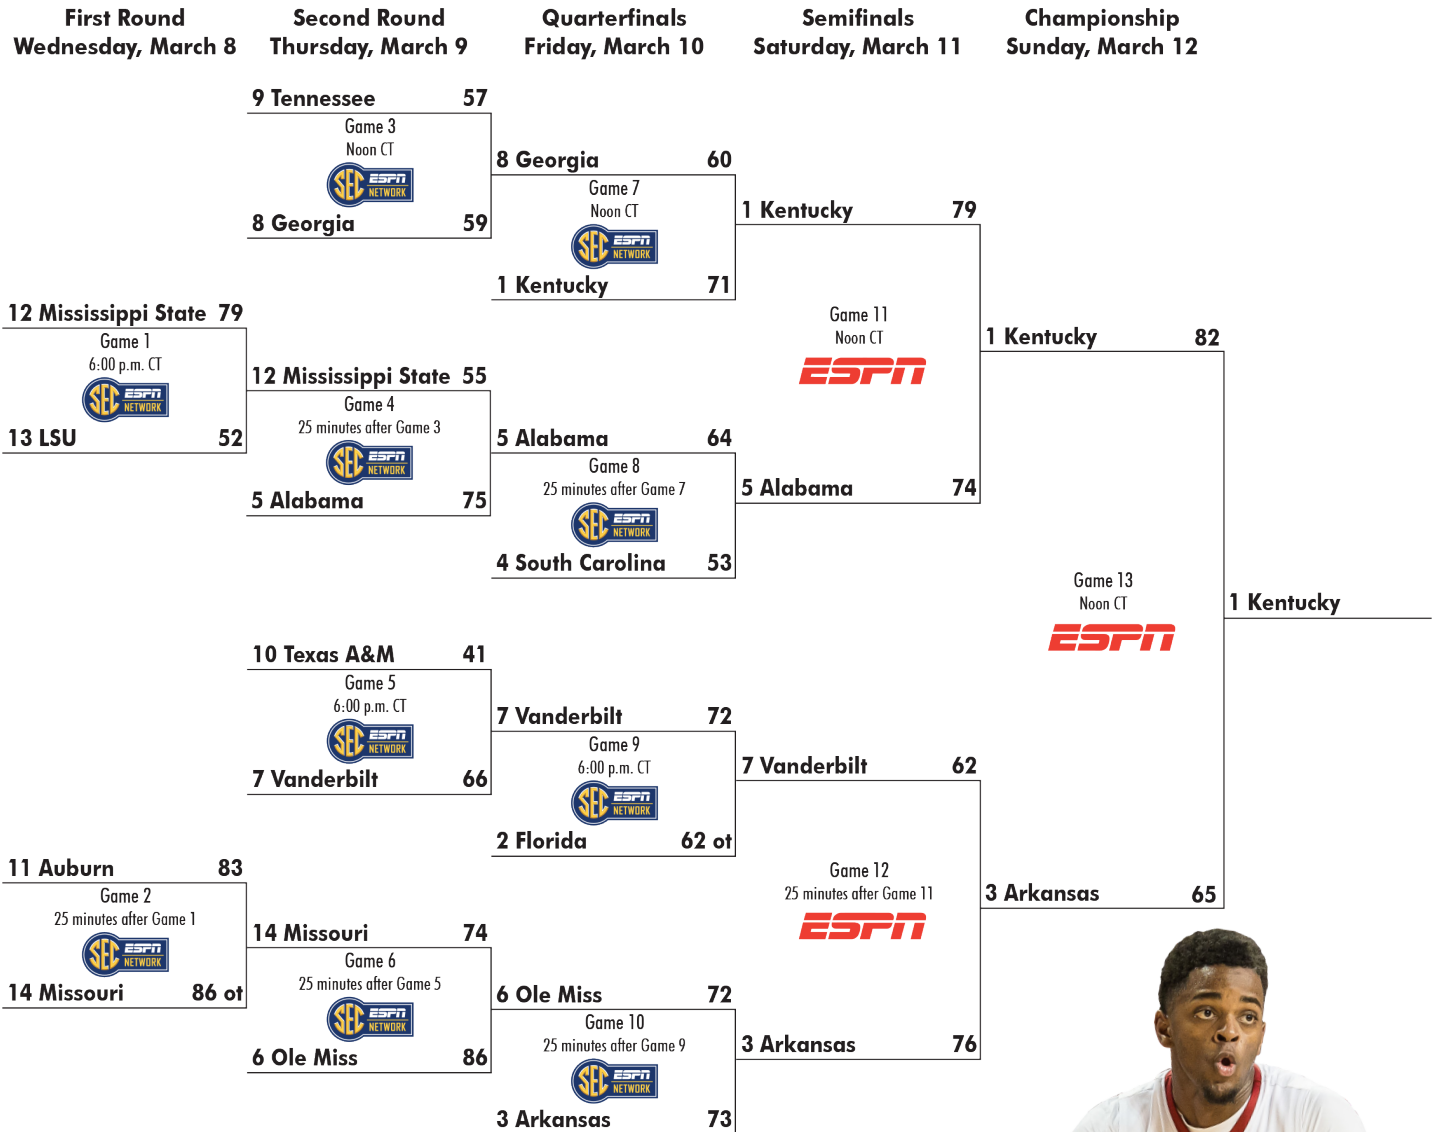 First Round
Wednesday, March 8
Second Round
Thursday, March 9
Quarterfinals
Friday, March 10
Semifinals
Saturday, March 11
Championship
Sunday, March 12
9 Tennessee 57
Game 3
Noon CT
SEC ESPN NETWORK
8 Georgia 59
12 Mississippi State 79
Game 1
6:00 p.m. CT
SEC ESPN NETWORK
13 LSU 52
12 Mississippi State 55
Game 4
25 minutes after Game 3
SEC ESPN NETWORK
5 Alabama 75
10 Texas A&M 41
Game 5
6:00 p.m. CT
SEC ESPN NETWORK
7 Vanderbilt 66
11 Auburn 83
Game 2
25 minutes after Game 1
SEC ESPN NETWORK
14 Missouri 86 ot
14 Missouri 74
Game 6
25 minutes after Game 5
SEC ESPN NETWORK
6 Ole Miss 86
8 Georgia 60
Game 7
Noon CT
SEC ESPN NETWORK
1 Kentucky 71
5 Alabama 64
Game 8
25 minutes after Game 7
SEC ESPN NETWORK
4 South Carolina 53
7 Vanderbilt 72
Game 9
6:00 p.m. CT
SEC ESPN NETWORK
2 Florida 62 ot
6 Ole Miss 72
Game 10
25 minutes after Game 9
SEC ESPN NETWORK
3 Arkansas 73
1 Kentucky 79
Game 11
Noon CT
ESPN
5 Alabama 74
7 Vanderbilt 62
Game 12
25 minutes after Game 11
ESPN
3 Arkansas 76
1 Kentucky 82
Game 13
Noon CT
ESPN
3 Arkansas 65
1 Kentucky